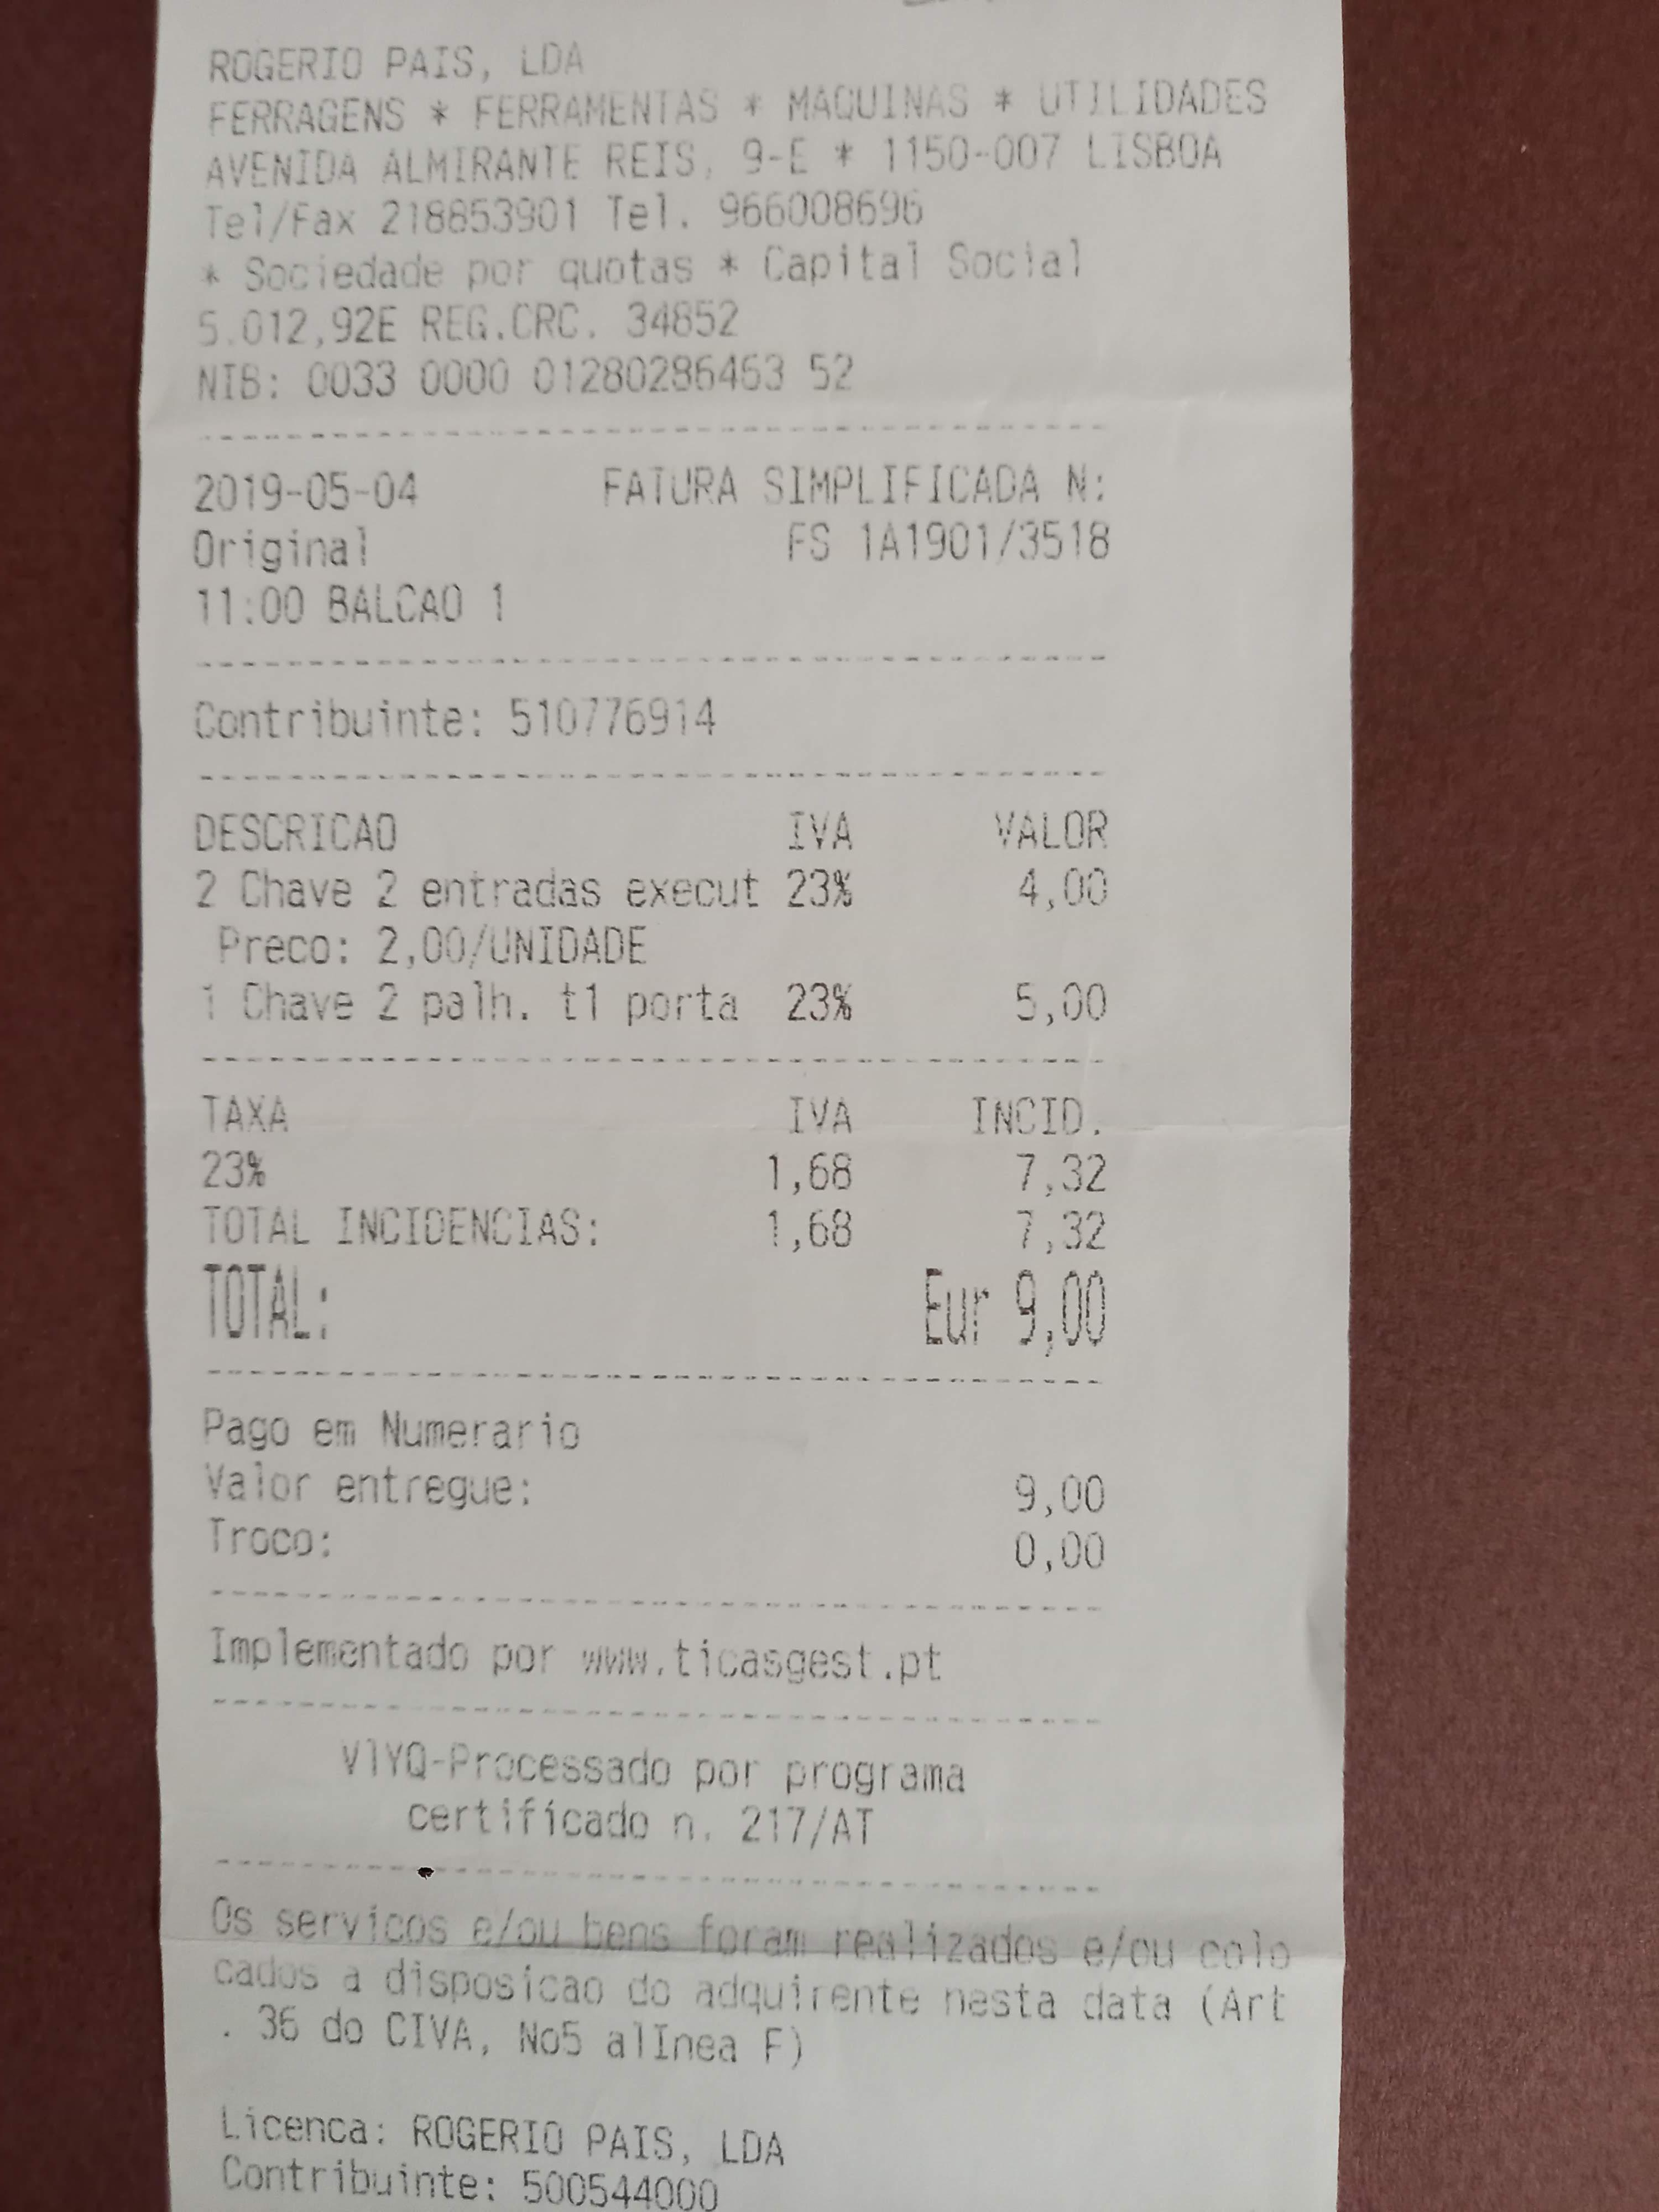 ROGERIO PAIS, LDA
FERRAGENS * FERRAMENTAS * MAQUINAS * UTILIDADES
AVENIDA ALMIRANTE REIS, 9-E * 1150-007 LISBOA
Tel/Fax 218853901 Tel. 966008696
* Sociedade por quotas * Capital Social
5.012,92E REG.CRC. 34852
NIB: 0033 0000 01280286463 52
2019-05-04 FATURA SIMPLIFICADA N:
Original FS 1A1901/3518
11:00 BALCAO 1
Contribuinte: 510776914
DESCRICAO IVA VALOR
2 Chave 2 entradas execut 23% 4,00
Preco: 2,00/UNIDADE
1 Chave 2 palh. t1 porta 23% 5,00
TAXA IVA INCID.
23% 1,68 7,32
TOTAL INCIDENCIAS: 1,68 7,32
TOTAL: Eur 9,00
Pago em Numerario
Valor entregue: 9,00
Troco: 0,00
Implementado por www.ticasgest.pt
VlYQ-Processado por programa
certifícado n. 217/AT
Os servicos e/ou bens foram realizados e/ou colo
cados a disposicao do adquirente nesta data (Art
. 36 do CIVA, No5 alInea F)
Licenca: ROGERIO PAIS, LDA
Contribuinte: 500544000